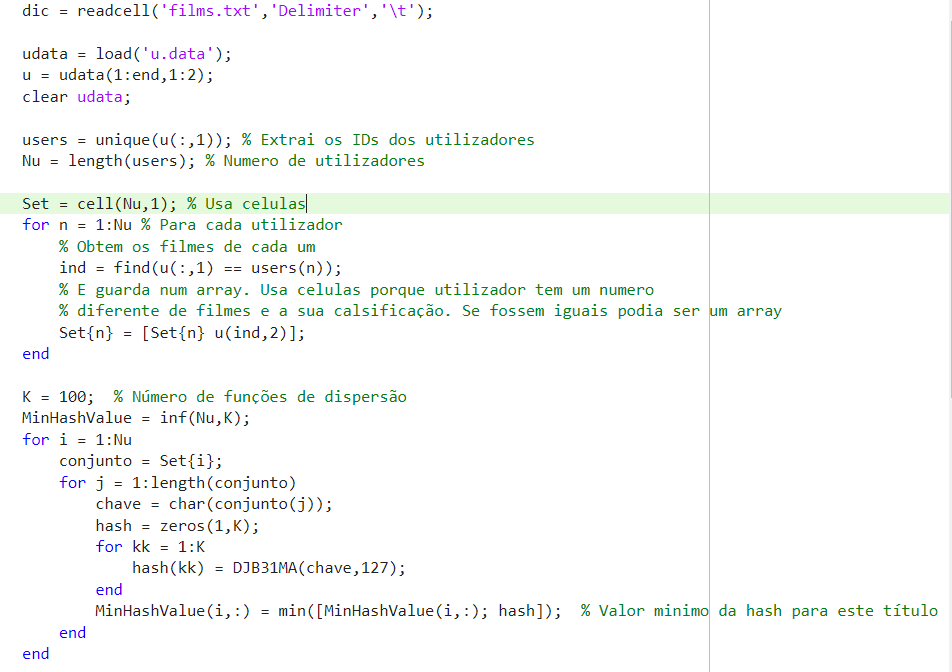 dic = readcell('films.txt','Delimiter','\t');
udata = load('u.data');
u = udata(1:end,1:2);
clear udata;
users = unique(u(:,1)); % Extrai os IDs dos utilizadores
Nu = length(users); % Numero de utilizadores
Set = cell(Nu,1); % Usa celulas
for n = 1:Nu % Para cada utilizador
% Obtem os filmes de cada um
ind = find(u(:,1) == users(n));
% E guarda num array. Usa celulas porque utilizador tem um numero
% diferente de filmes e a sua calsificação. Se fossem iguais podia ser um array
Set{n} = [Set{n} u(ind,2)];
end
K = 100;  % Número de funções de dispersão
MinHashValue = inf(Nu,K);
for i = 1:Nu
conjunto = Set{i};
for j = 1:length(conjunto)
chave = char(conjunto(j));
hash = zeros(1,K);
for kk = 1:K
hash(kk) = DJB31MA(chave,127);
end
MinHashValue(i,:) = min([MinHashValue(i,:); hash]);  % Valor minimo da hash para este título
end
end